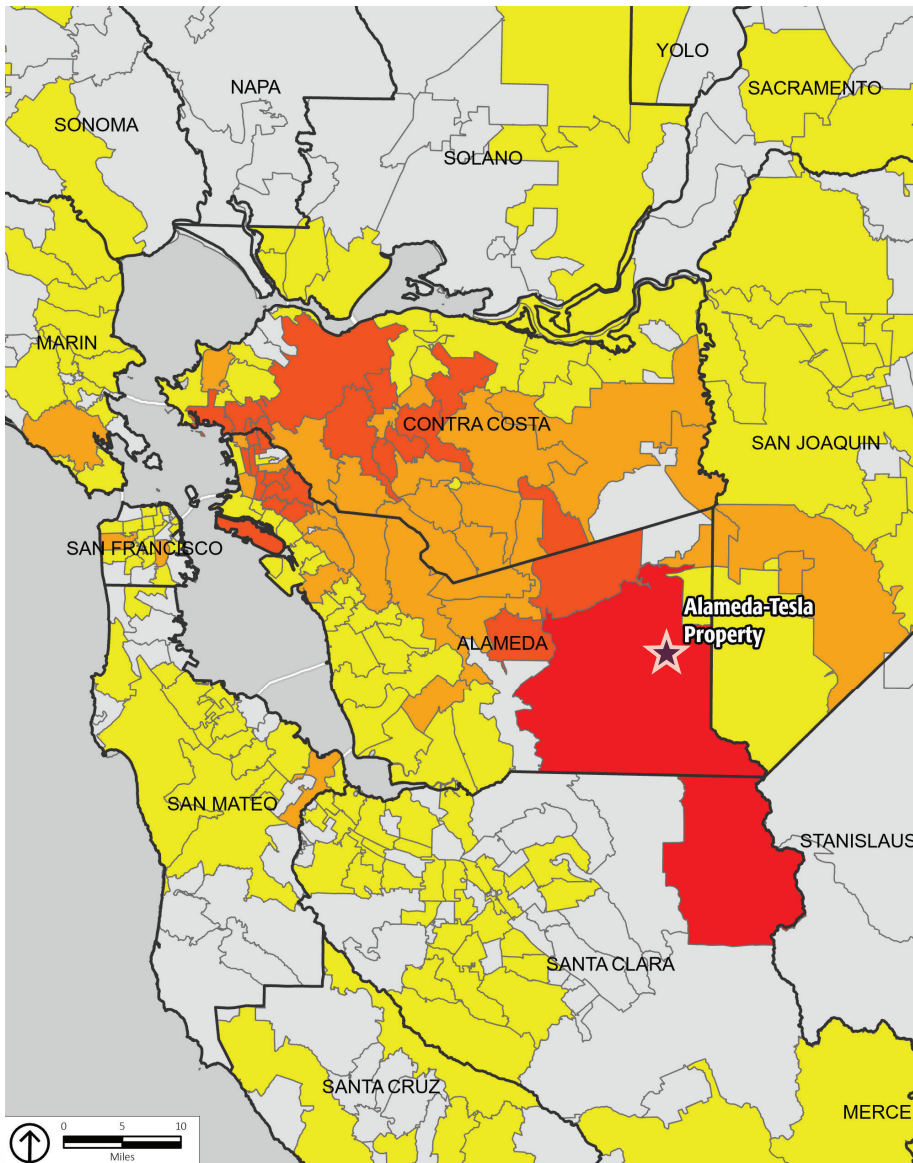 YOLO
NAPA
SACRAMENTO
SONOMA
SOLANO
MARIN
CONTRA COSTA
SAN JOAQUIN
SAN FRANCISCO
Alameda-Tesla
Property
ALAMEDA
SAN MATEO
STANISLAUS
SANTA CLARA
SANTA CRUZ
MERCE
0 5 10
Miles